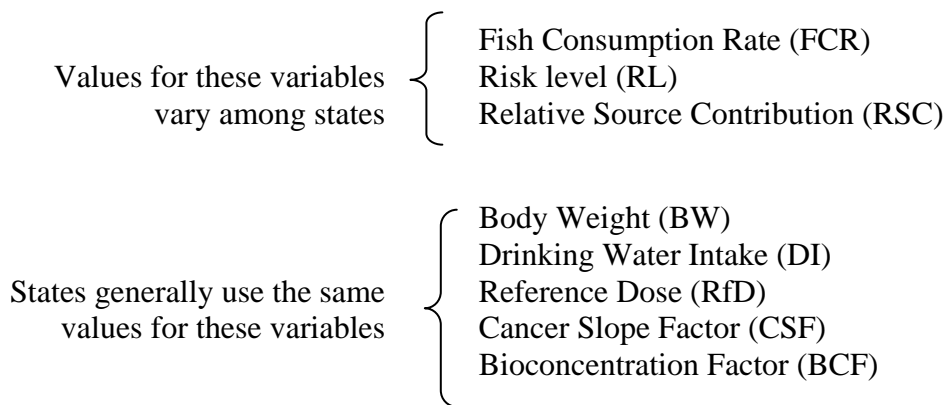 Values for these variables
vary among states
Fish Consumption Rate (FCR)
Risk level (RL)
Relative Source Contribution (RSC)
States generally use the same
values for these variables
Body Weight (BW)
Drinking Water Intake (DI)
Reference Dose (RfD)
Cancer Slope Factor (CSF)
Bioconcentration Factor (BCF)